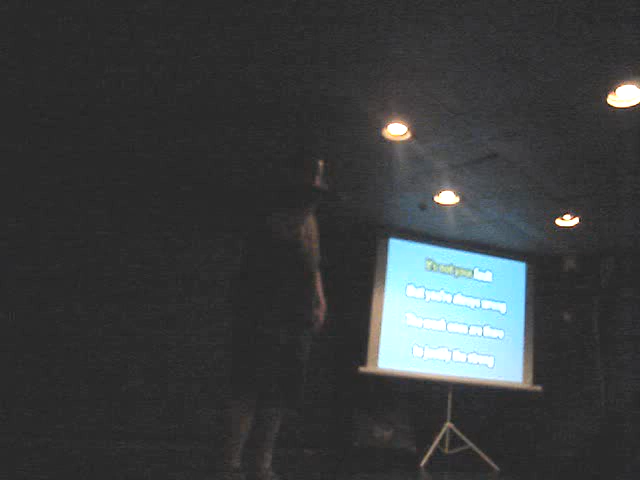 It's not your fault
But you're always wrong
The weak ones are there
to justify the strong